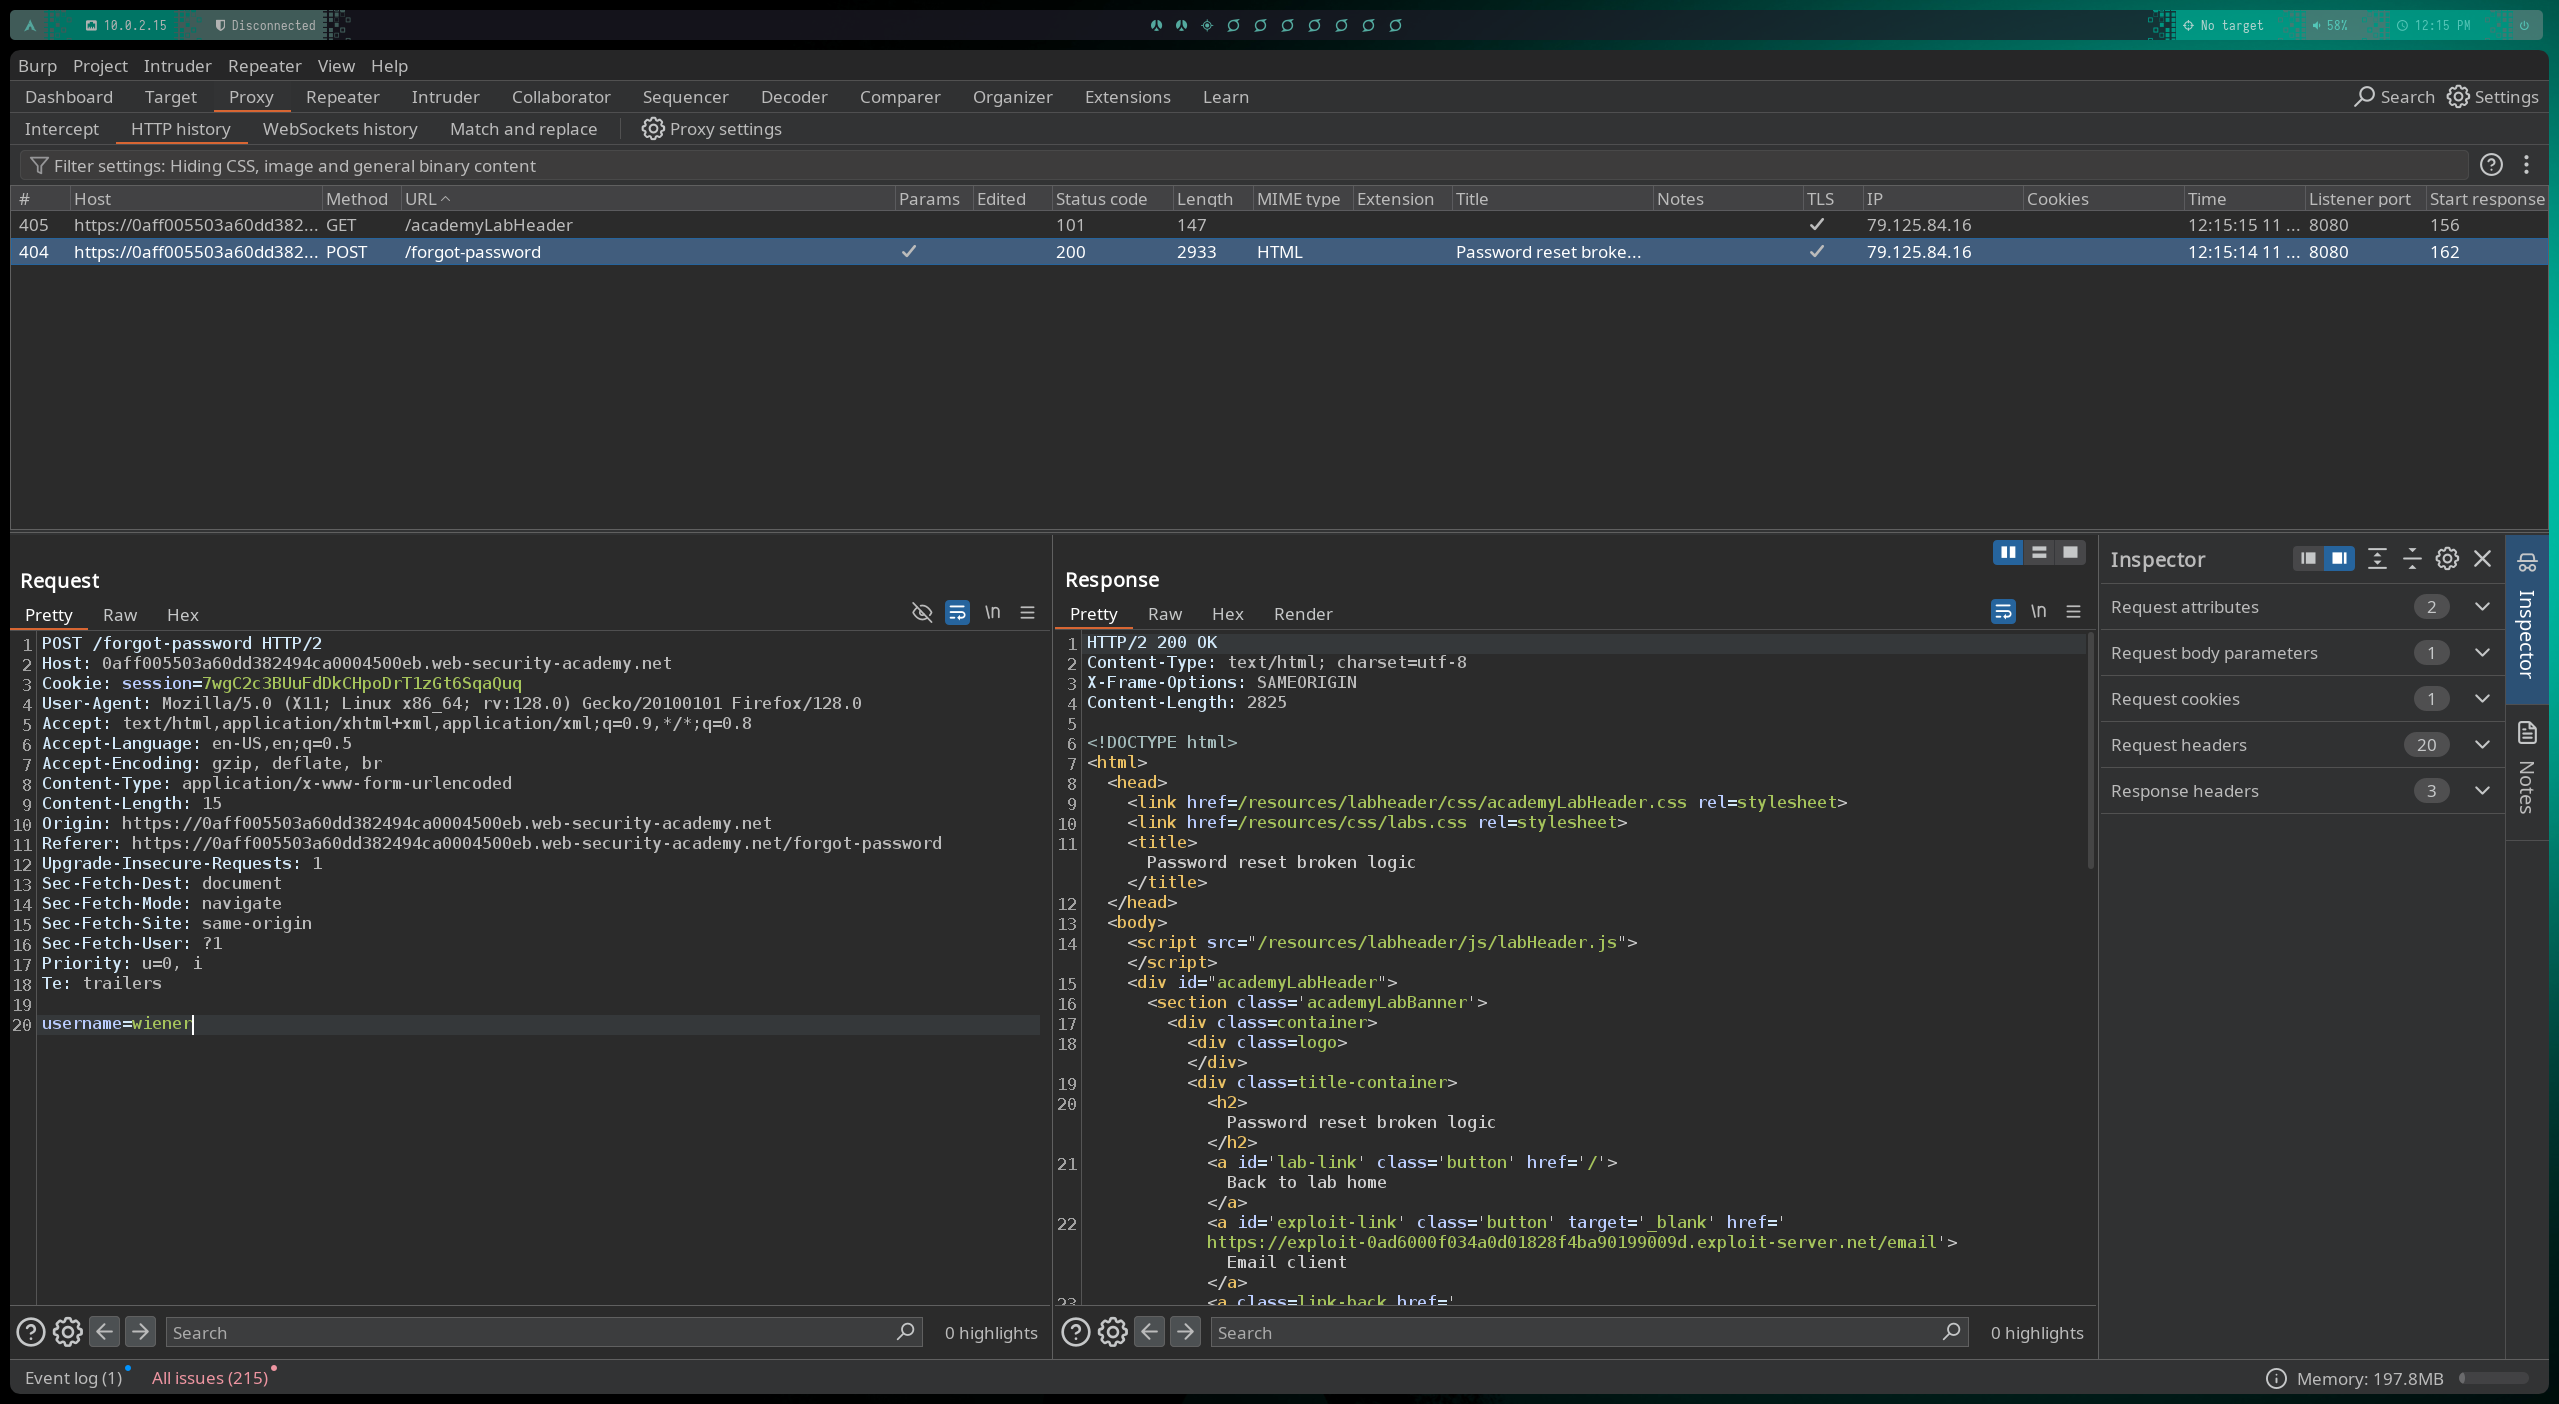 10.0.2.15 Disconnected No target 58% 12:15 PM
Burp Project Intruder Repeater View Help
Dashboard Target Proxy Repeater Intruder Collaborator Sequencer Decoder Comparer Organizer Extensions Learn Search Settings
Intercept HTTP history WebSockets history Match and replace Proxy settings
Filter settings: Hiding CSS, image and general binary content
# Host Method URL Params Edited Status code Length MIME type Extension Title Notes TLS IP Cookies Time Listener port Start response
405 https://0aff005503a60dd382... GET /academyLabHeader 101 147 79.125.84.16 12:15:15 11 ... 8080 156
404 https://0aff005503a60dd382... POST /forgot-password 200 2933 HTML Password reset broke... 79.125.84.16 12:15:14 11 ... 8080 162
Request
Pretty Raw Hex \n
1 POST /forgot-password HTTP/2
2 Host: 0aff005503a60dd382494ca0004500eb.web-security-academy.net
3 Cookie: session=7wgC2c3BUuFdDkCHpoDrT1zGt6SqaQuq
4 User-Agent: Mozilla/5.0 (X11; Linux x86_64; rv:128.0) Gecko/20100101 Firefox/128.0
5 Accept: text/html,application/xhtml+xml,application/xml;q=0.9,*/*;q=0.8
6 Accept-Language: en-US,en;q=0.5
7 Accept-Encoding: gzip, deflate, br
8 Content-Type: application/x-www-form-urlencoded
9 Content-Length: 15
10 Origin: https://0aff005503a60dd382494ca0004500eb.web-security-academy.net
11 Referer: https://0aff005503a60dd382494ca0004500eb.web-security-academy.net/forgot-password
12 Upgrade-Insecure-Requests: 1
13 Sec-Fetch-Dest: document
14 Sec-Fetch-Mode: navigate
15 Sec-Fetch-Site: same-origin
16 Sec-Fetch-User: ?1
17 Priority: u=0, i
18 Te: trailers
19
20 username=wiener
Search 0 highlights
Response
Pretty Raw Hex Render \n
1 HTTP/2 200 OK
2 Content-Type: text/html; charset=utf-8
3 X-Frame-Options: SAMEORIGIN
4 Content-Length: 2825
5
6 <!DOCTYPE html>
7 <html>
8 <head>
9 <link href=/resources/labheader/css/academyLabHeader.css rel=stylesheet>
10 <link href=/resources/css/labs.css rel=stylesheet>
11 <title>
Password reset broken logic
</title>
12 </head>
13 <body>
14 <script src="/resources/labheader/js/labHeader.js">
</script>
15 <div id="academyLabHeader">
16 <section class='academyLabBanner'>
17 <div class=container>
18 <div class=logo>
</div>
19 <div class=title-container>
20 <h2>
Password reset broken logic
</h2>
21 <a id='lab-link' class='button' href='/'>
Back to lab home
</a>
22 <a id='exploit-link' class='button' target='_blank' href='
https://exploit-0ad6000f034a0d01828f4ba90199009d.exploit-server.net/email'>
Email client
</a>
23 <a class=link-back href='
Search 0 highlights
Inspector
Request attributes 2
Request body parameters 1
Request cookies 1
Request headers 20
Response headers 3
Inspector
Notes
Event log (1) All issues (215) Memory: 197.8MB